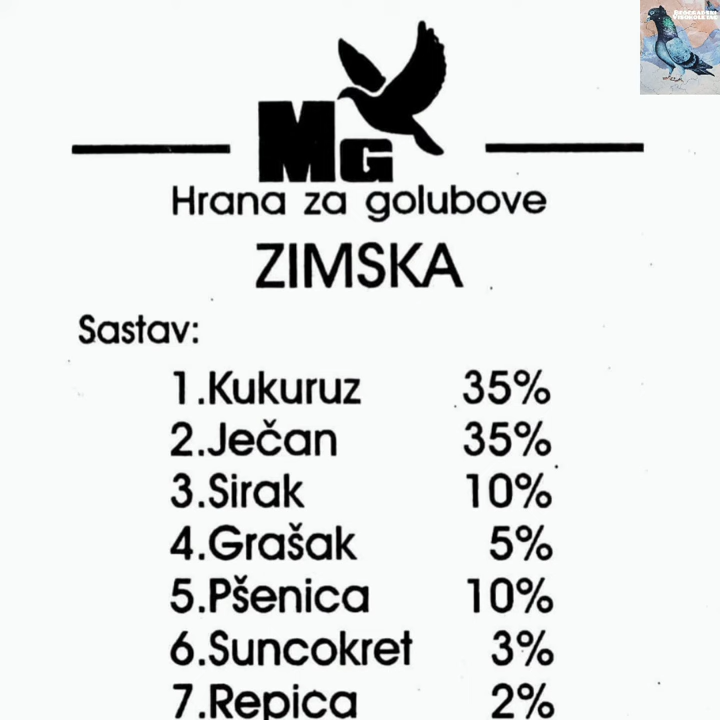 MG
Hrana za golubove
ZIMSKA
Sastav:
1.Kukuruz 35%
2.Ječan 35%
3.Sirak 10%
4.Grašak 5%
5.Pšenica 10%
6.Suncokret 3%
7.Repica 2%